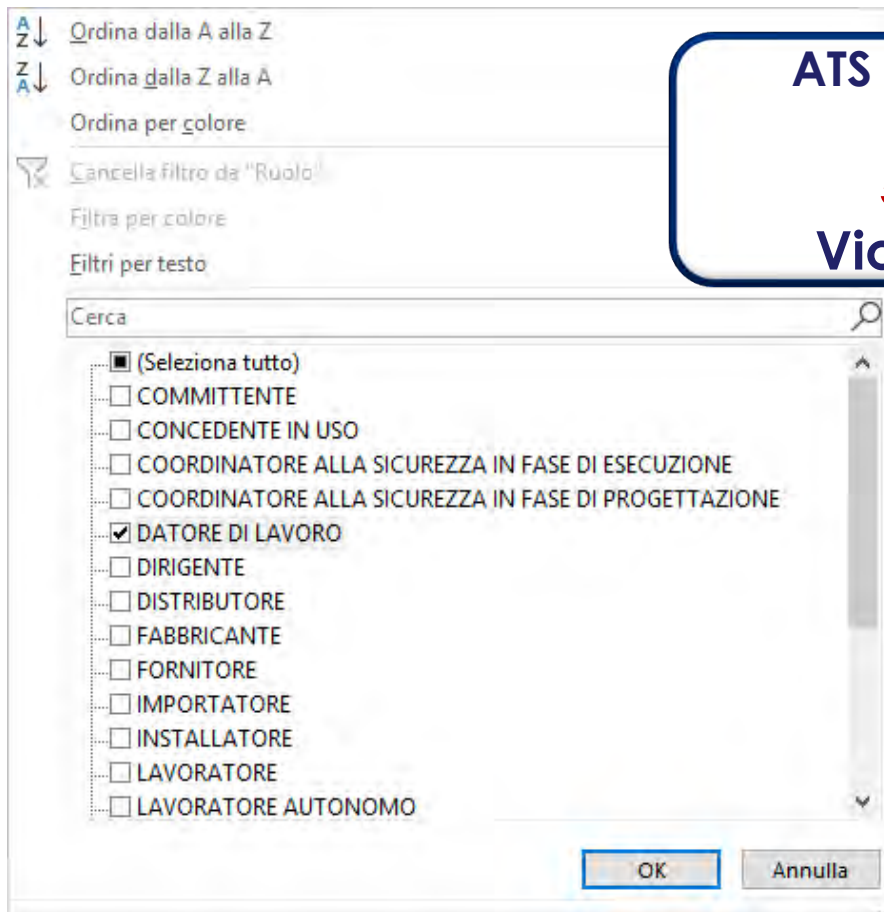 Ordina dalla A alla Z
ATS
Ordina dalla Z alla A
Ordina per colore
Cancella filtro da "Ruolo"
Filtra per colore
Filtri per testo
Cerca
(Seleziona tutto)
COMMITTENTE
CONCEDENTE IN USO
COORDINATORE ALLA SICUREZZA IN FASE DI ESECUZIONE
COORDINATORE ALLA SICUREZZA IN FASE DI PROGETTAZIONE
DATORE DI LAVORO
DIRIGENTE
DISTRIBUTORE
FABBRICANTE
FORNITORE
IMPORTATORE
INSTALLATORE
LAVORATORE
LAVORATORE AUTONOMO
OK Annulla